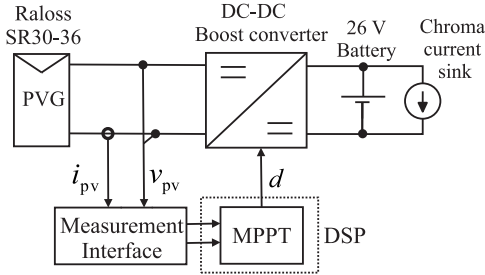 Raloss
SR30-36
PVG
DC-DC
Boost converter
26 V
Battery
Chroma
current
sink
i_pv
v_pv
d
Measurement
Interface
MPPT
DSP